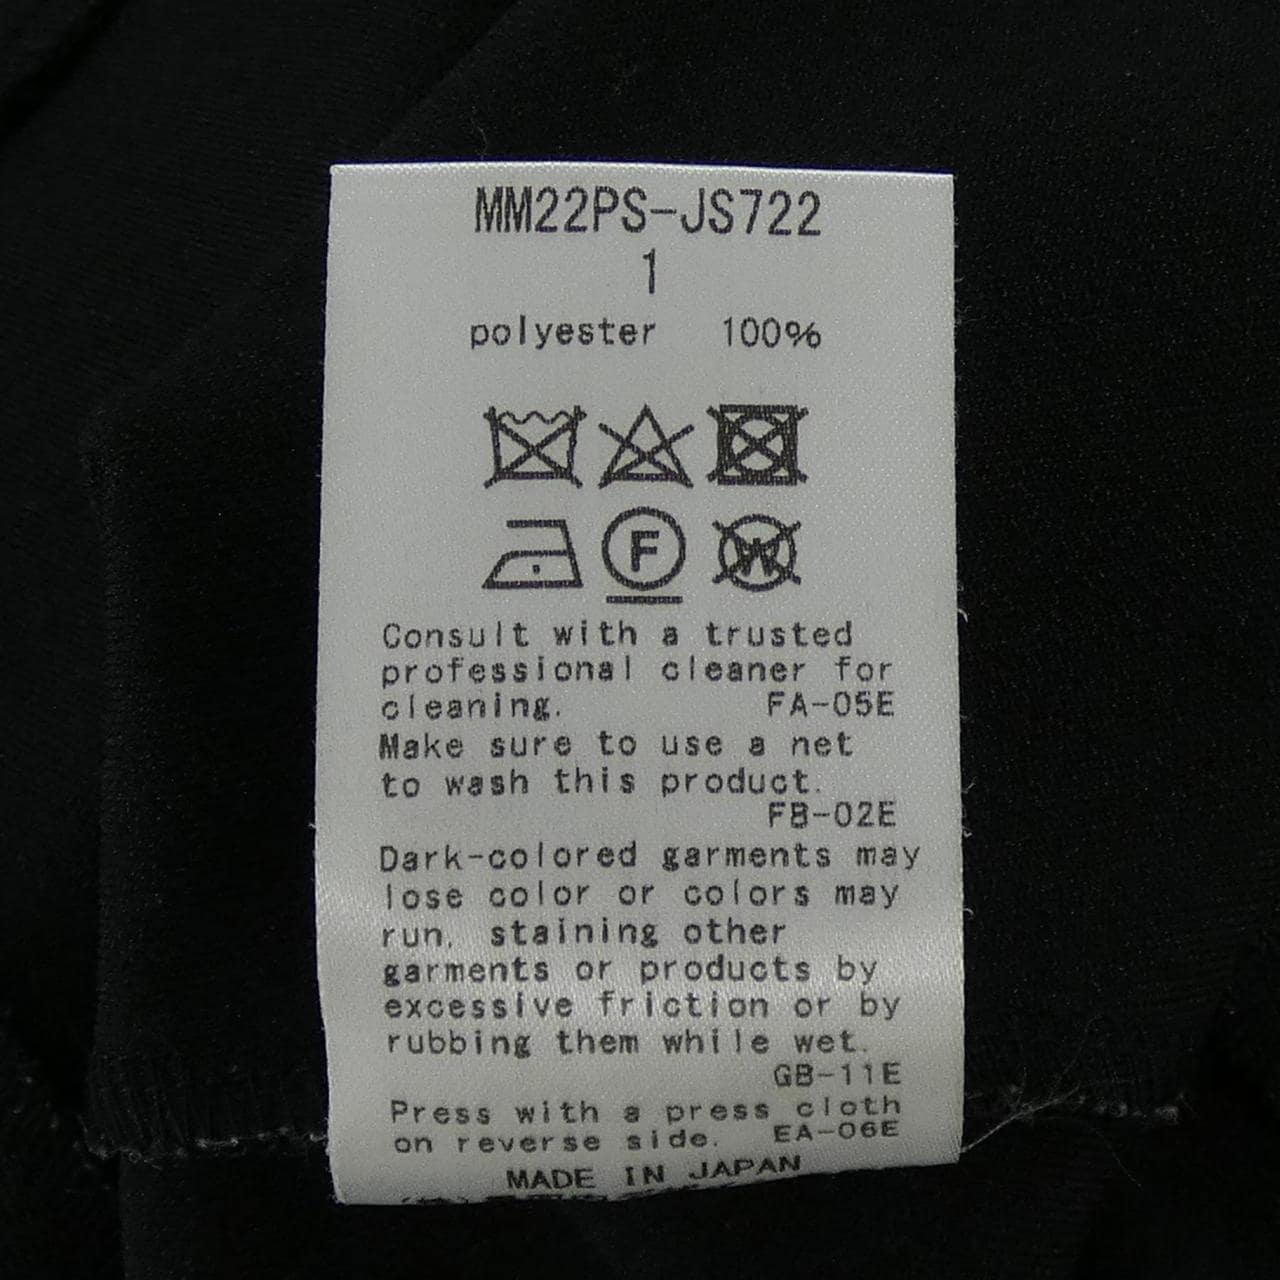 MM22PS-JS722
1
polyester 100%
F
W
Consult with a trusted
professional cleaner for
cleaning. FA-05E
Make sure to use a net
to wash this product.
FB-02E
Dark-colored garments may
lose color or colors may
run, staining other
garments or products by
excessive friction or by
rubbing them while wet.
GB-11E
Press with a press cloth
on reverse side. EA-06E
MADE IN JAPAN